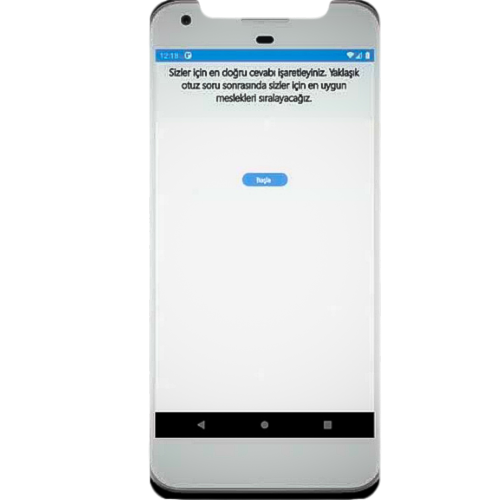 12:18
Sizler için en doğru cevabı işaretleyiniz. Yaklaşık
otuz soru sonrasında sizler için en uygun
meslekleri sıralayacağız.
Başla